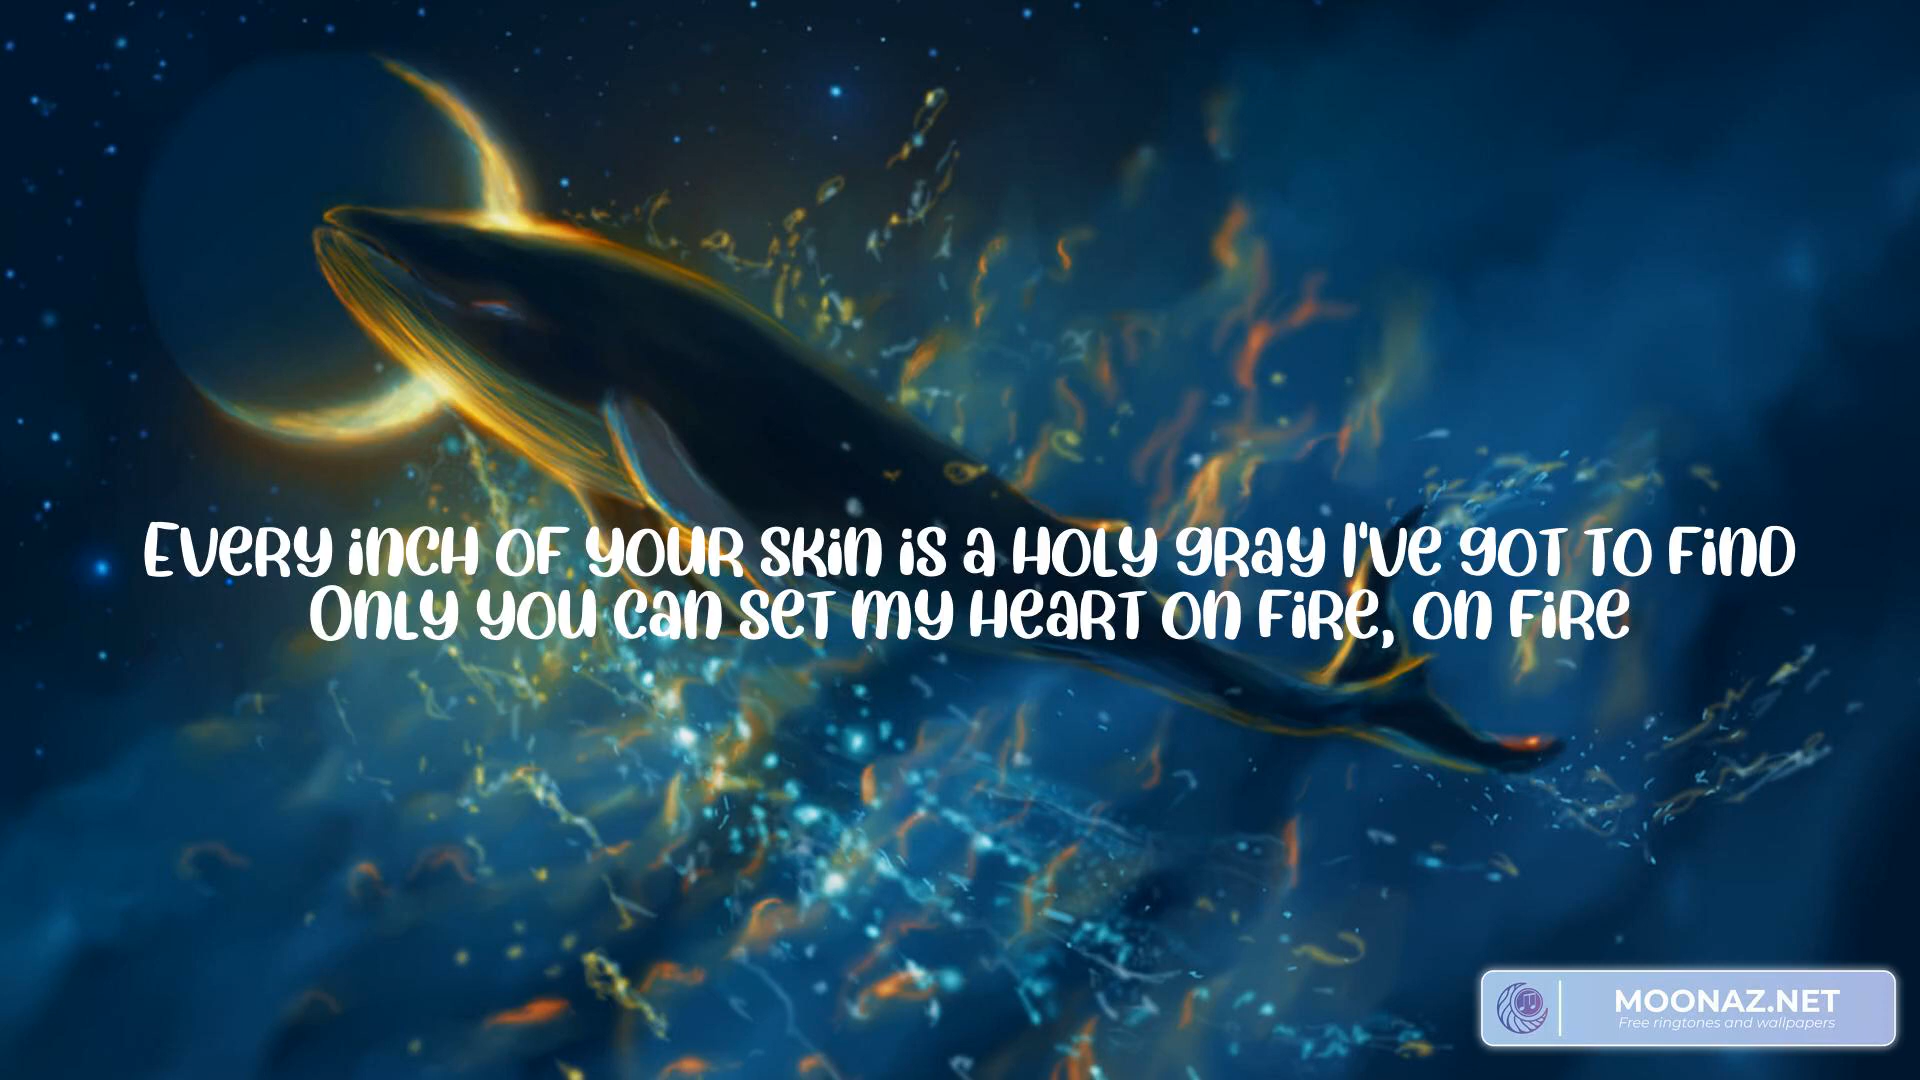 Every inch of your skin is a holy gray I've got to find
Only you can set my heart on fire, on fire
MOONAZ.NET
Free ringtones and wallpapers